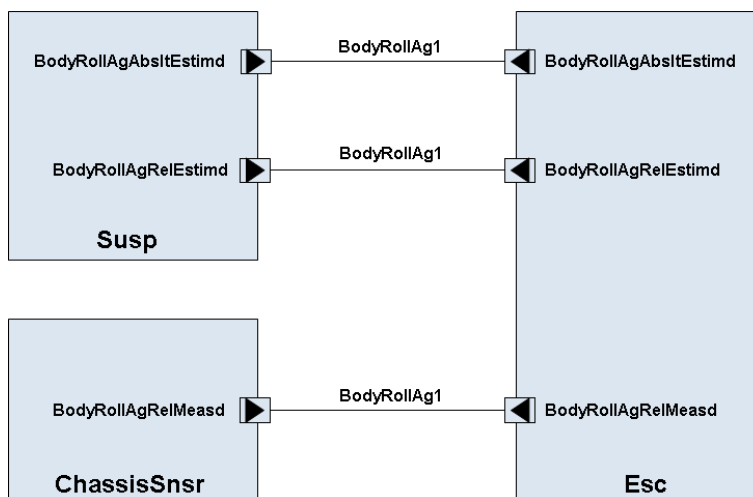 BodyRollAg1
BodyRollAgAbsltEstimd
BodyRollAgAbsltEstimd
BodyRollAg1
BodyRollAgRelEstimd
BodyRollAgRelEstimd
Susp
BodyRollAg1
BodyRollAgRelMeasd
BodyRollAgRelMeasd
ChassisSnsr
Esc